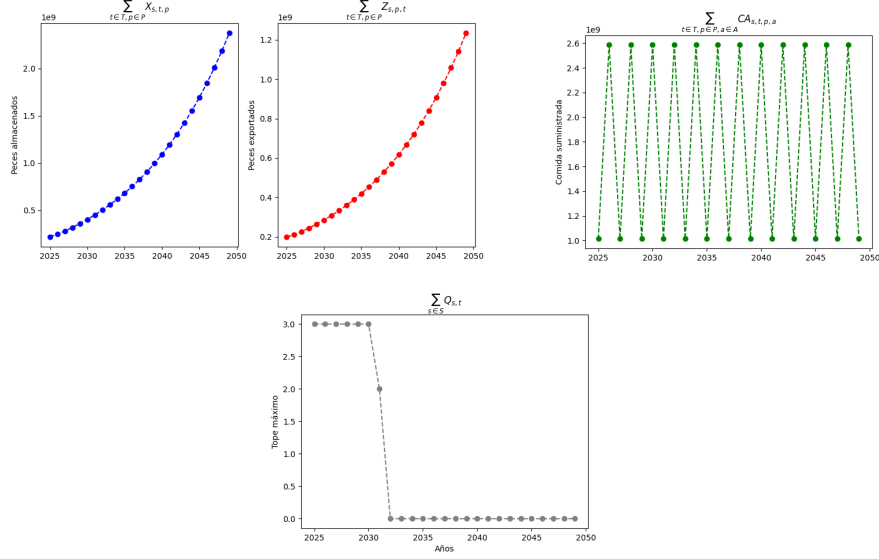 ∑ X_{s,t,p}
t∈T,p∈P
1e9
Peces almacenados
2.0
1.5
1.0
0.5
2025 2030 2035 2040 2045 2050
∑ Z_{s,p,t}
t∈T,p∈P
1e9
Peces exportados
1.2
1.0
0.8
0.6
0.4
0.2
2025 2030 2035 2040 2045 2050
∑ CA_{s,t,p,a}
t∈T,p∈P,a∈A
1e9
Comida suministrada
2.6
2.4
2.2
2.0
1.8
1.6
1.4
1.2
1.0
2025 2030 2035 2040 2045 2050
∑ Q_{s,t}
s∈S
Tope máximo
3.0
2.5
2.0
1.5
1.0
0.5
0.0
2025 2030 2035 2040 2045 2050
Años